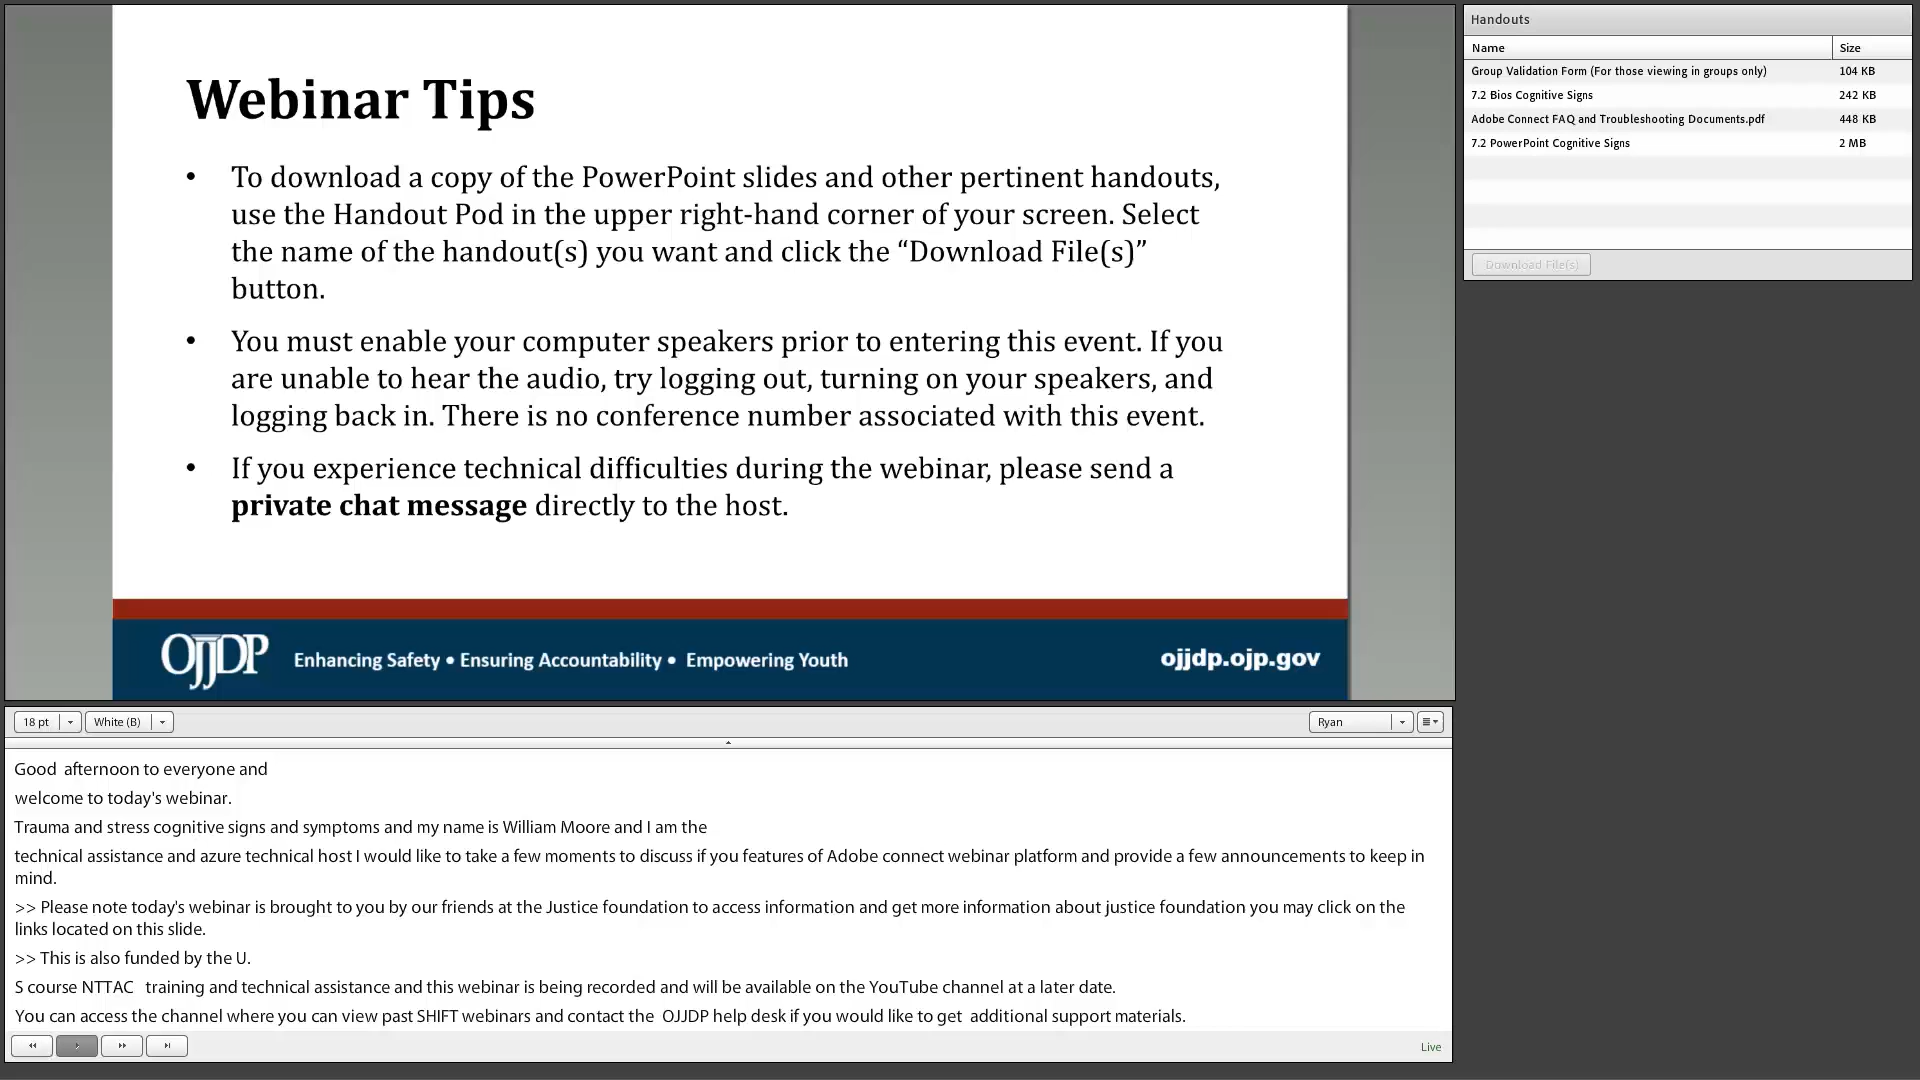 Webinar Tips
• To download a copy of the PowerPoint slides and other pertinent handouts,
use the Handout Pod in the upper right-hand corner of your screen. Select
the name of the handout(s) you want and click the “Download File(s)”
button.
• You must enable your computer speakers prior to entering this event. If you
are unable to hear the audio, try logging out, turning on your speakers, and
logging back in. There is no conference number associated with this event.
• If you experience technical difficulties during the webinar, please send a
private chat message directly to the host.
OJJDP Enhancing Safety • Ensuring Accountability • Empowering Youth ojjdp.ojp.gov
Handouts
Name Size
Group Validation Form (For those viewing in groups only) 104 KB
7.2 Bios Cognitive Signs 242 KB
Adobe Connect FAQ and Troubleshooting Documents.pdf 448 KB
7.2 PowerPoint Cognitive Signs 2 MB
Download File(s)
18 pt White (B) Ryan
Good afternoon to everyone and
welcome to today's webinar.
Trauma and stress cognitive signs and symptoms and my name is William Moore and I am the
technical assistance and azure technical host I would like to take a few moments to discuss if you features of Adobe connect webinar platform and provide a few announcements to keep in
mind.
>> Please note today's webinar is brought to you by our friends at the Justice foundation to access information and get more information about justice foundation you may click on the
links located on this slide.
>> This is also funded by the U.
S course NTTAC training and technical assistance and this webinar is being recorded and will be available on the YouTube channel at a later date.
You can access the channel where you can view past SHIFT webinars and contact the OJJDP help desk if you would like to get additional support materials.
Live